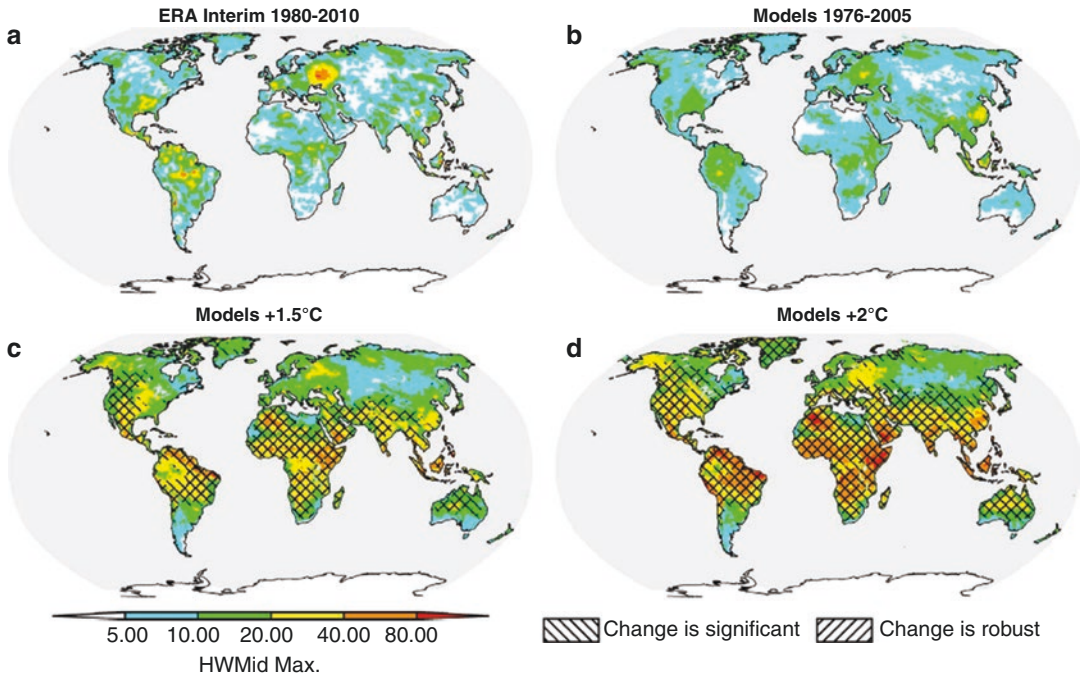 ERA Interim 1980-2010
Models 1976-2005
a
b
Models +1.5°C
Models +2°C
c
d
5.00 10.00 20.00 40.00 80.00
HWMid Max.
Change is significant
Change is robust